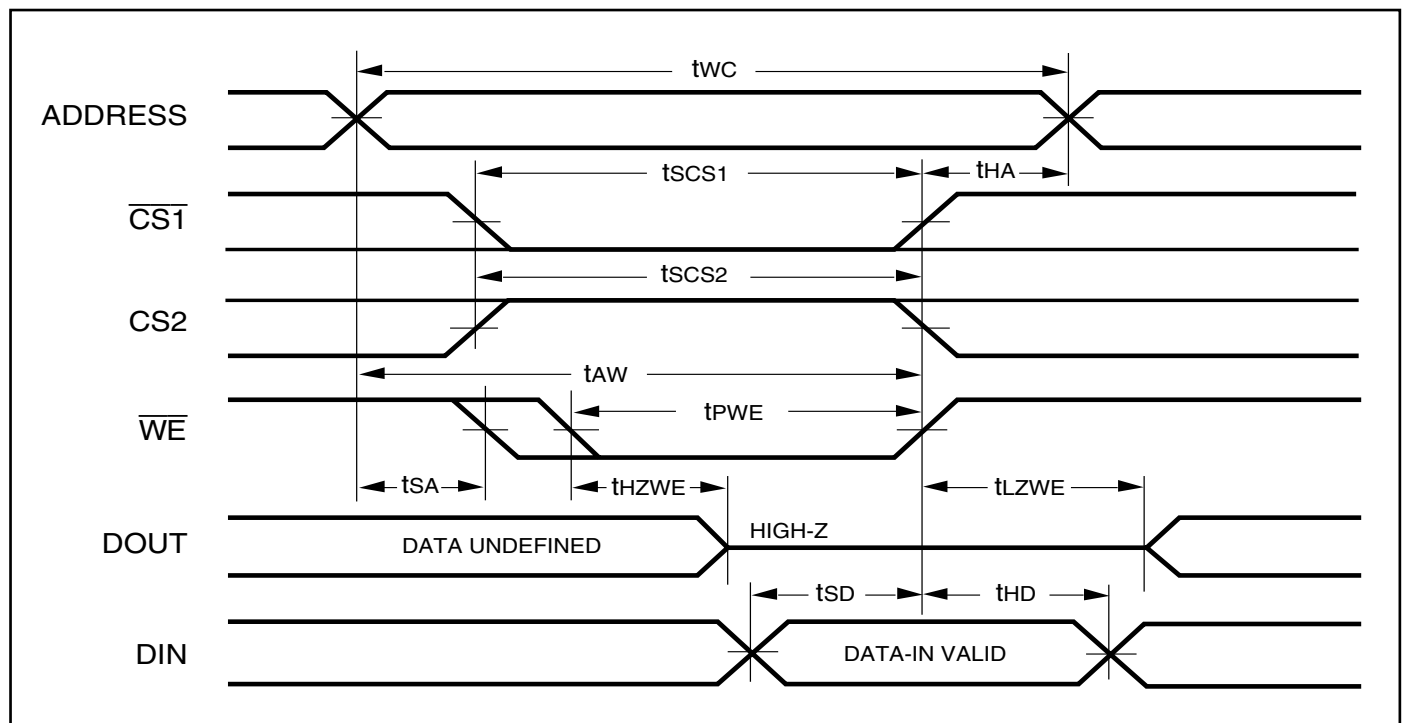 tWC
ADDRESS
tSCS1
tHA
CS1
tSCS2
CS2
tAW
tPWE
WE
tSA
tHZWE
tLZWE
DOUT
DATA UNDEFINED
HIGH-Z
tSD
tHD
DIN
DATA-IN VALID